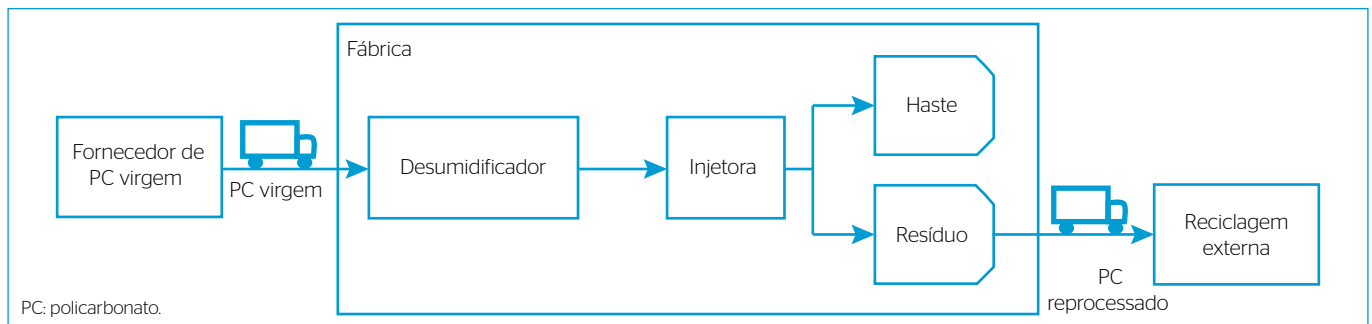 Fábrica
Fornecedor de
PC virgem
PC virgem
Desumidificador
Injetora
Haste
Resíduo
PC
reprocessado
Reciclagem
externa
PC: policarbonato.